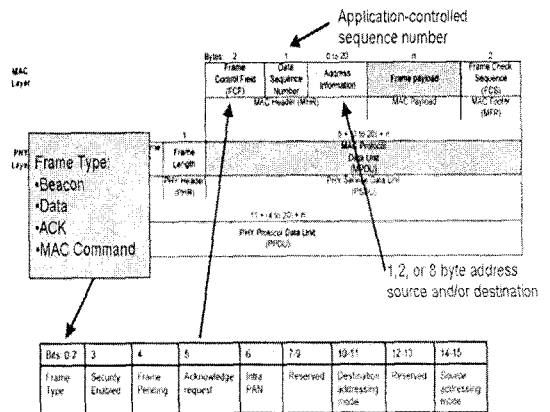 Application-controlled
sequence number
Bytes: 2 1 0 to 20 n 2
MAC
Layer
Frame
Control Field
(FCF)
Data
Sequence
Number
Address
Information
Frame payload
Frame Check
Sequence
(FCS)
MAC Header (MHR)
MAC Payload
MAC Footer
(MFR)
PHY
Laye
1
Frame
Length
MAC Protocol
Data Unit
(MPDU)
PHY Header
(PHR)
PHY Service Data Unit
(PSDU)
PHY Protocol Data Unit
(PPDU)
Frame Type:
•Beacon
•Data
•ACK
•MAC Command
1,2, or 8 byte address
source and/or destination
Bits: 0-2 3 4 5 6 7-9 10-11 12-13 14-15
Frame
Type
Security
Enabled
Frame
Pending
Acknowledge
request
Intra
PAN
Reserved
Destination
addressing
mode
Reserved
Source
addressing
mode